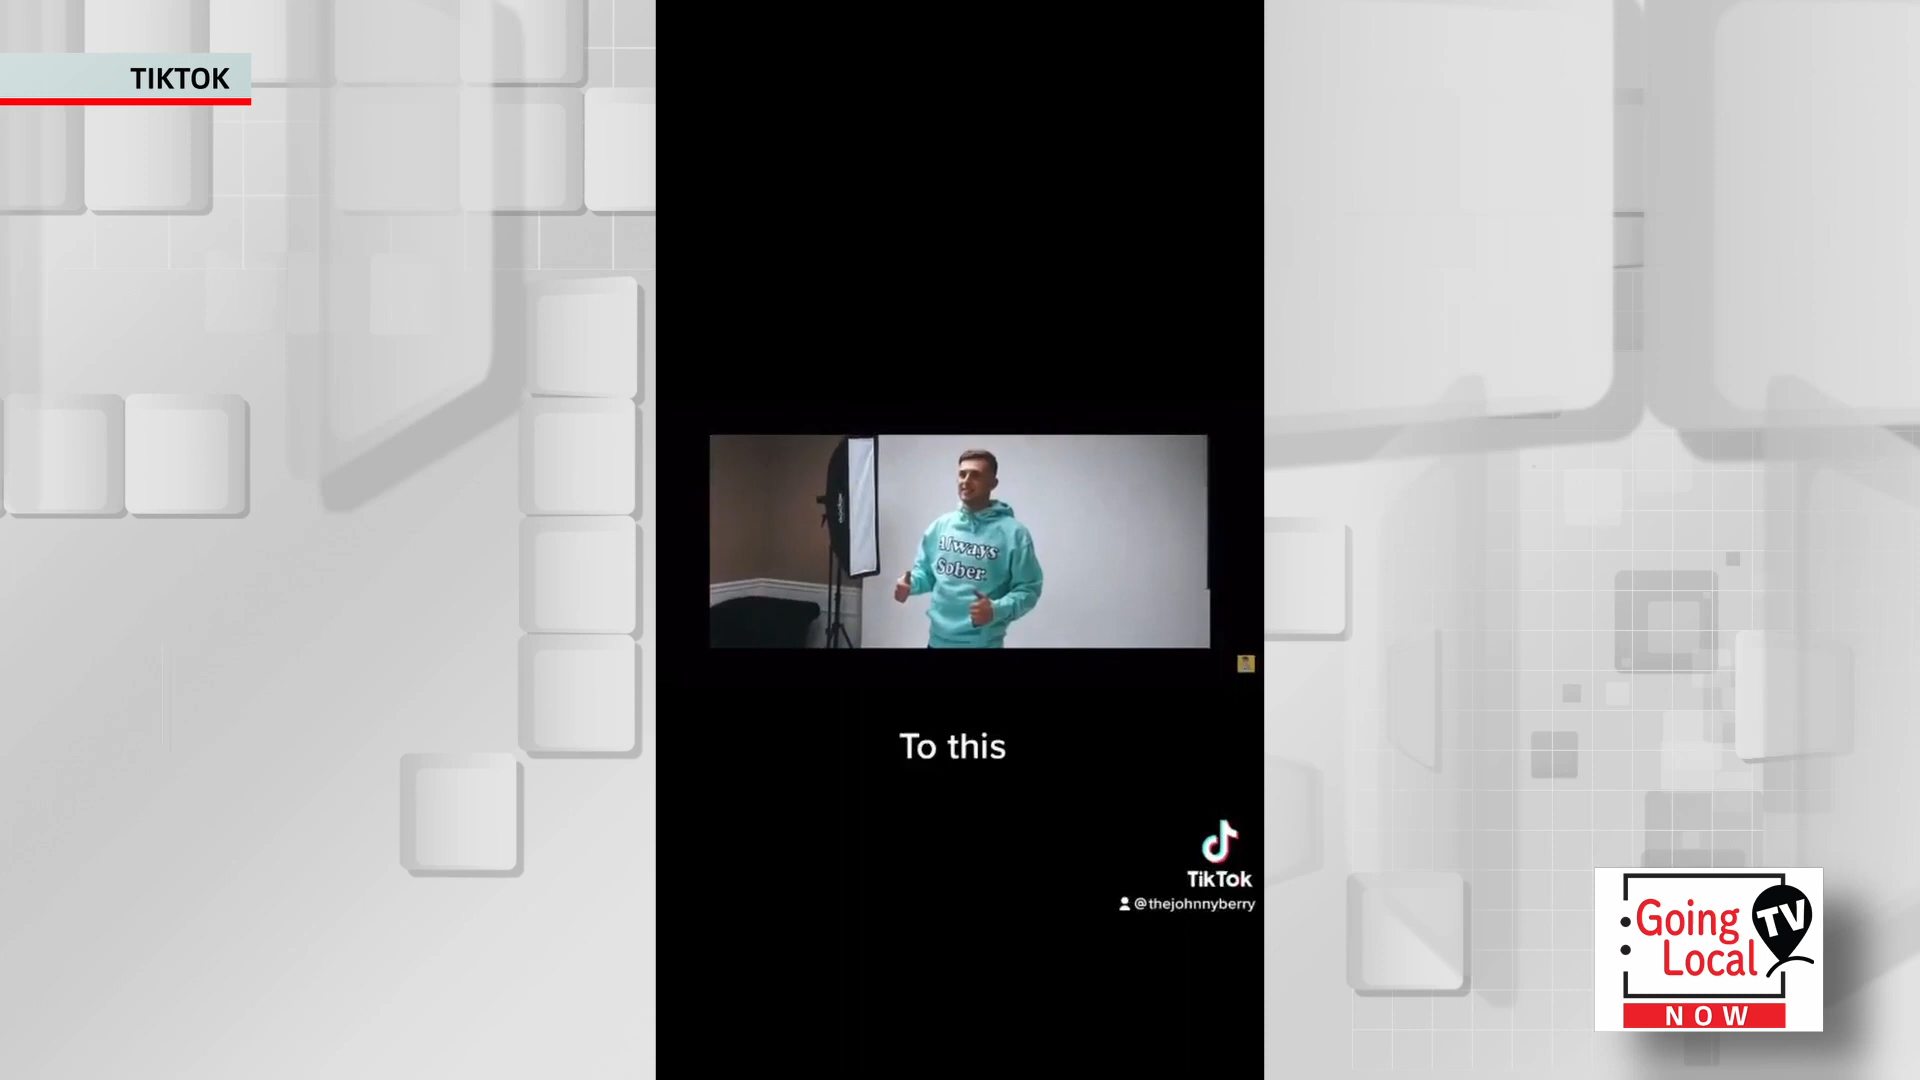 TIKTOK
Always
Sober.
To this
TikTok
@thejohnnyberry
Going
Local
TV
NOW